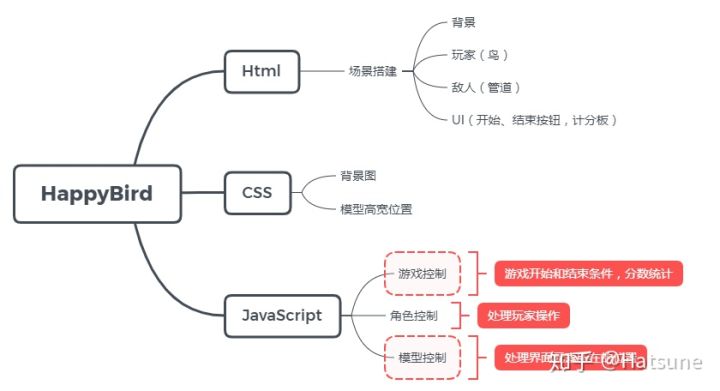 HappyBird
Html
场景搭建
背景
玩家（鸟）
敌人（管道）
UI（开始、结束按钮，计分板）
CSS
背景图
模型高宽位置
JavaScript
游戏控制
游戏开始和结束条件，分数统计
角色控制
处理玩家操作
模型控制
处理界面
知乎 @Hatsune